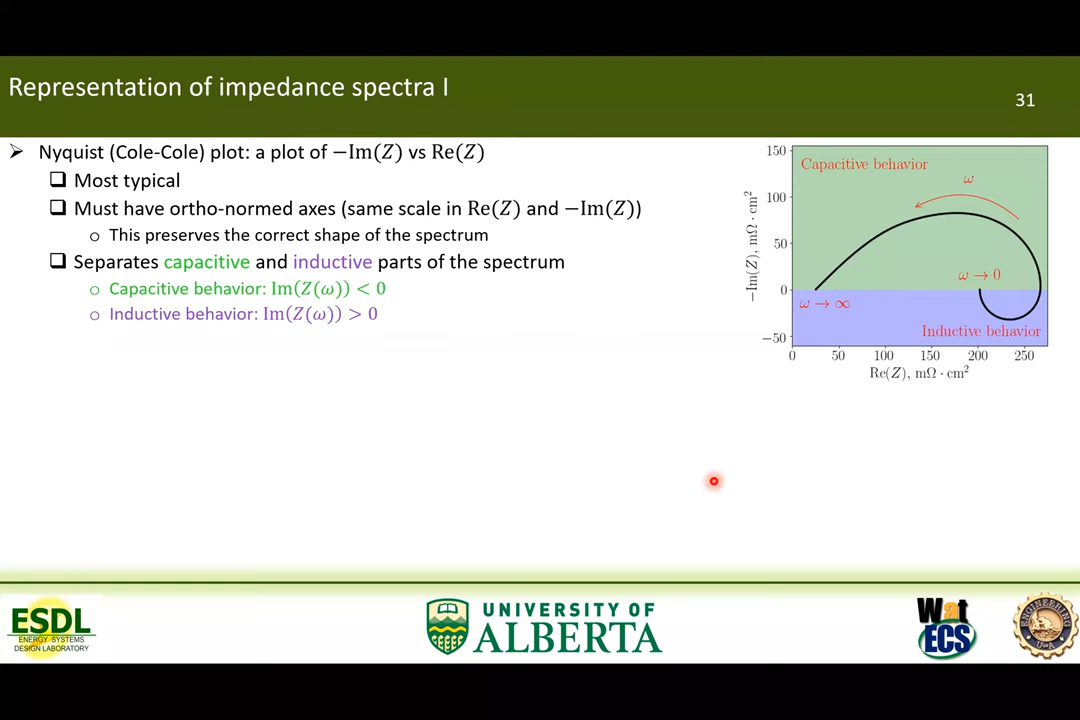 Representation of impedance spectra I
31
➢ Nyquist (Cole-Cole) plot: a plot of −Im(Z) vs Re(Z)
❑ Most typical
❑ Must have ortho-normed axes (same scale in Re(Z) and −Im(Z))
o This preserves the correct shape of the spectrum
❑ Separates capacitive and inductive parts of the spectrum
o Capacitive behavior: Im(Z(ω)) < 0
o Inductive behavior: Im(Z(ω)) > 0
Capacitive behavior
ω
ω → 0
ω → ∞
Inductive behavior
150
100
50
0
−50
−Im(Z), mΩ · cm²
0 50 100 150 200 250
Re(Z), mΩ · cm²
ESDL
ENERGY SYSTEMS
DESIGN LABORATORY
UNIVERSITY OF
ALBERTA
Wat
ECS
ENGINEERING
U of A